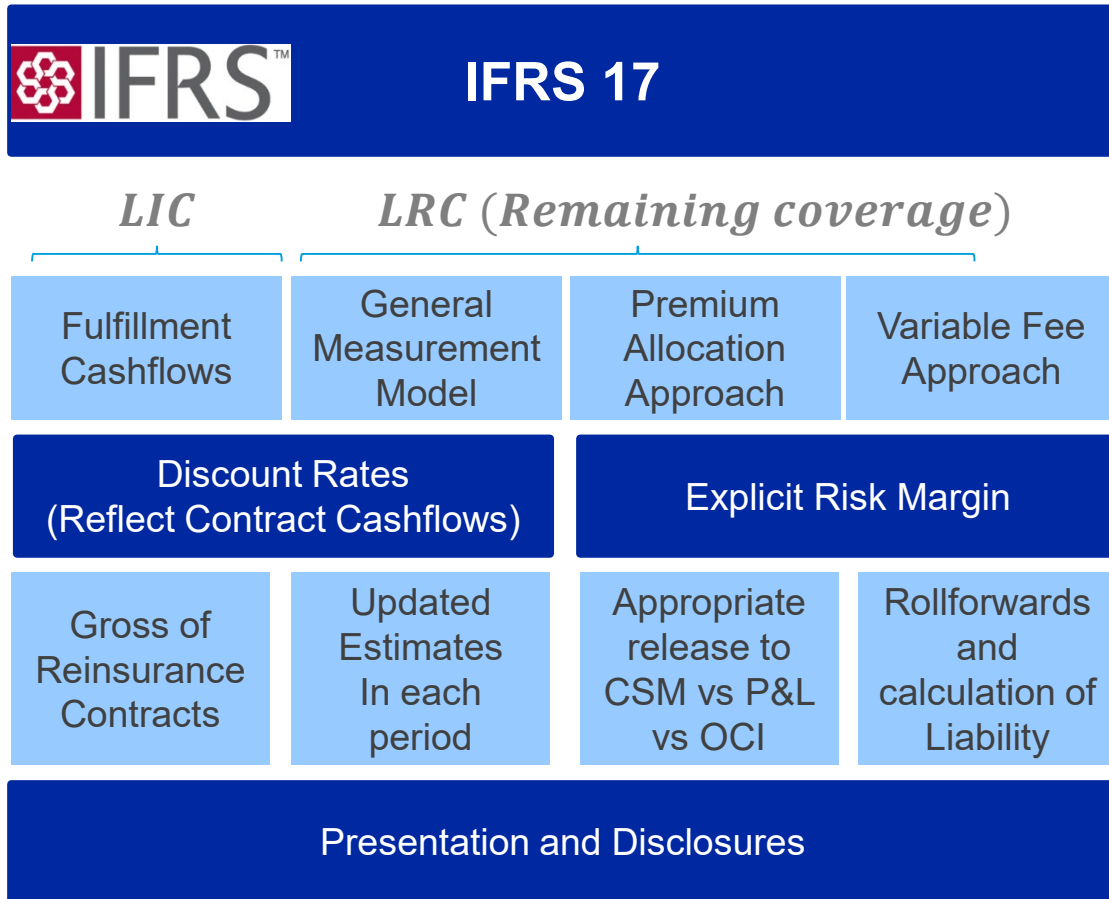 IFRS™
IFRS 17
LIC
LRC (Remaining coverage)
Fulfillment
Cashflows
General
Measurement
Model
Premium
Allocation
Approach
Variable Fee
Approach
Discount Rates
(Reflect Contract Cashflows)
Explicit Risk Margin
Gross of
Reinsurance
Contracts
Updated
Estimates
In each
period
Appropriate
release to
CSM vs P&L
vs OCI
Rollforwards
and
calculation of
Liability
Presentation and Disclosures